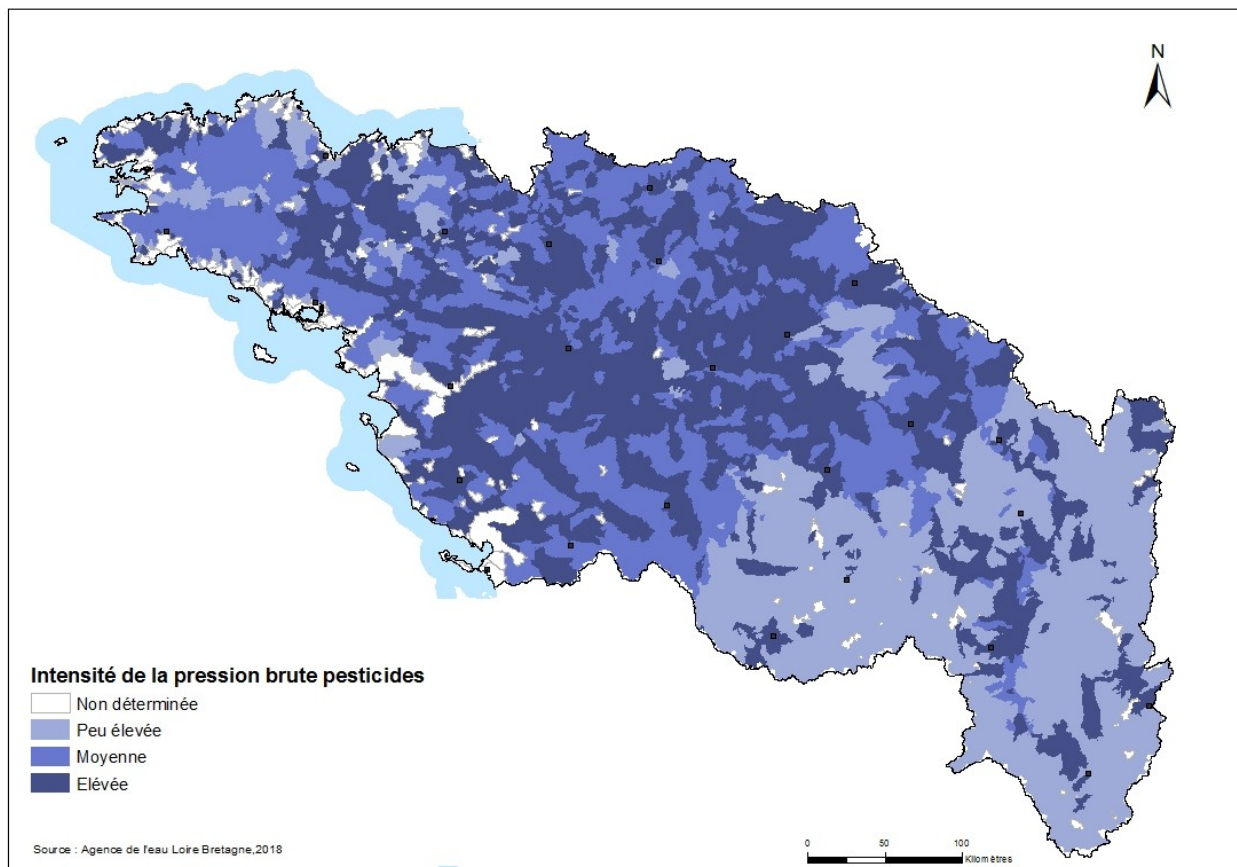 N
Intensité de la pression brute pesticides
Non déterminée
Peu élevée
Moyenne
Elévée
Source : Agence de l'eau Loire Bretagne,2018
0 50 100
Kilomètres